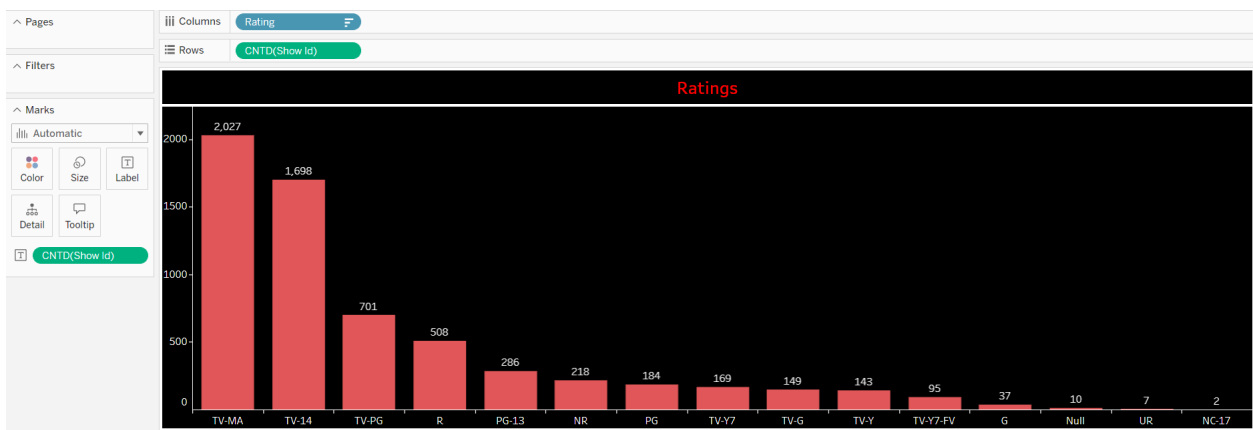 Pages
Filters
Marks
Automatic
Color
Size
Label
Detail
Tooltip
CNTD(Show Id)
Columns
Rating
Rows
CNTD(Show Id)
Ratings
2000
1500
1000
500
0
2,027
1,698
701
508
286
218
184
169
149
143
95
37
10
7
2
TV-MA TV-14 TV-PG R PG-13 NR PG TV-Y7 TV-G TV-Y TV-Y7-FV G Null UR NC-17